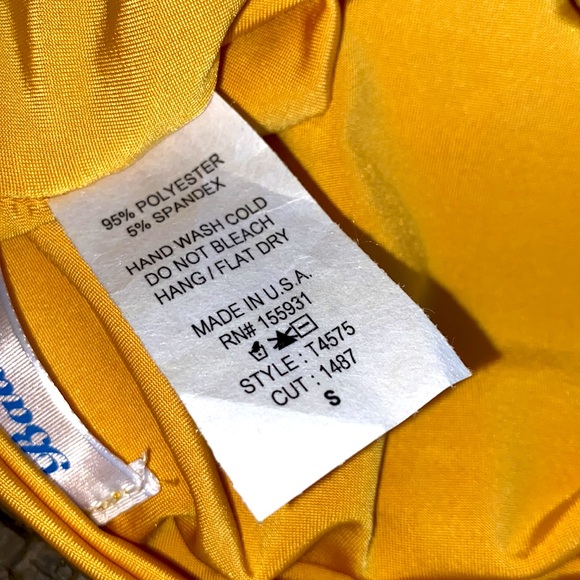 95% POLYESTER
5% SPANDEX
HAND WASH COLD
DO NOT BLEACH
HANG / FLAT DRY
MADE IN U.S.A.
RN# 155931
STYLE : T4575
CUT : 1487
S